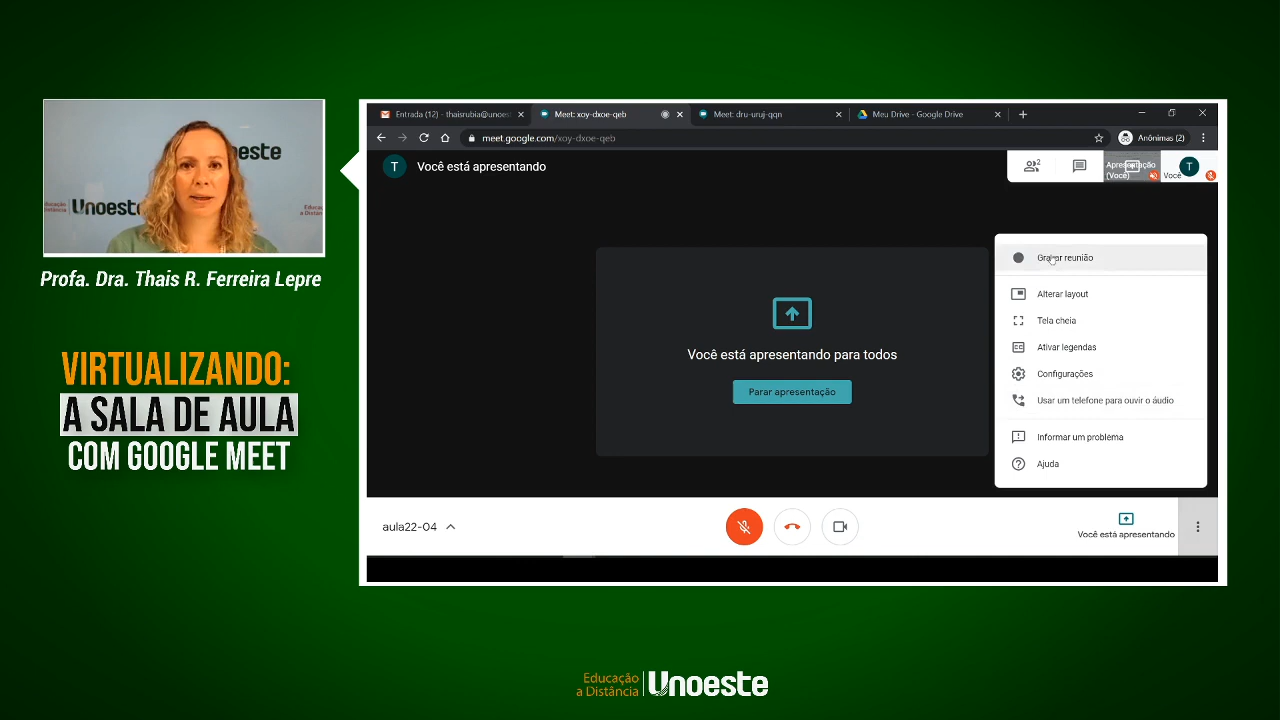 oeste
Unoeste
Profa. Dra. Thais R. Ferreira Lepre
VIRTUALIZANDO:
A SALA DE AULA
COM GOOGLE MEET
Entrada (12) - thaisrubia@unoes
Meet: xoy-dxoe-qeb
Meet: dru-uruj-qqn
Meu Drive - Google Drive
meet.google.com/xoy-dxoe-qeb
Anônimas (2)
T
Você está apresentando
2
Apresentação
(Você)
T
Você
Você está apresentando para todos
Parar apresentação
Gravar reunião
Alterar layout
Tela cheia
Ativar legendas
Configurações
Usar um telefone para ouvir o áudio
Informar um problema
Ajuda
aula22-04
Você está apresentando
Educação
a Distância
Unoeste